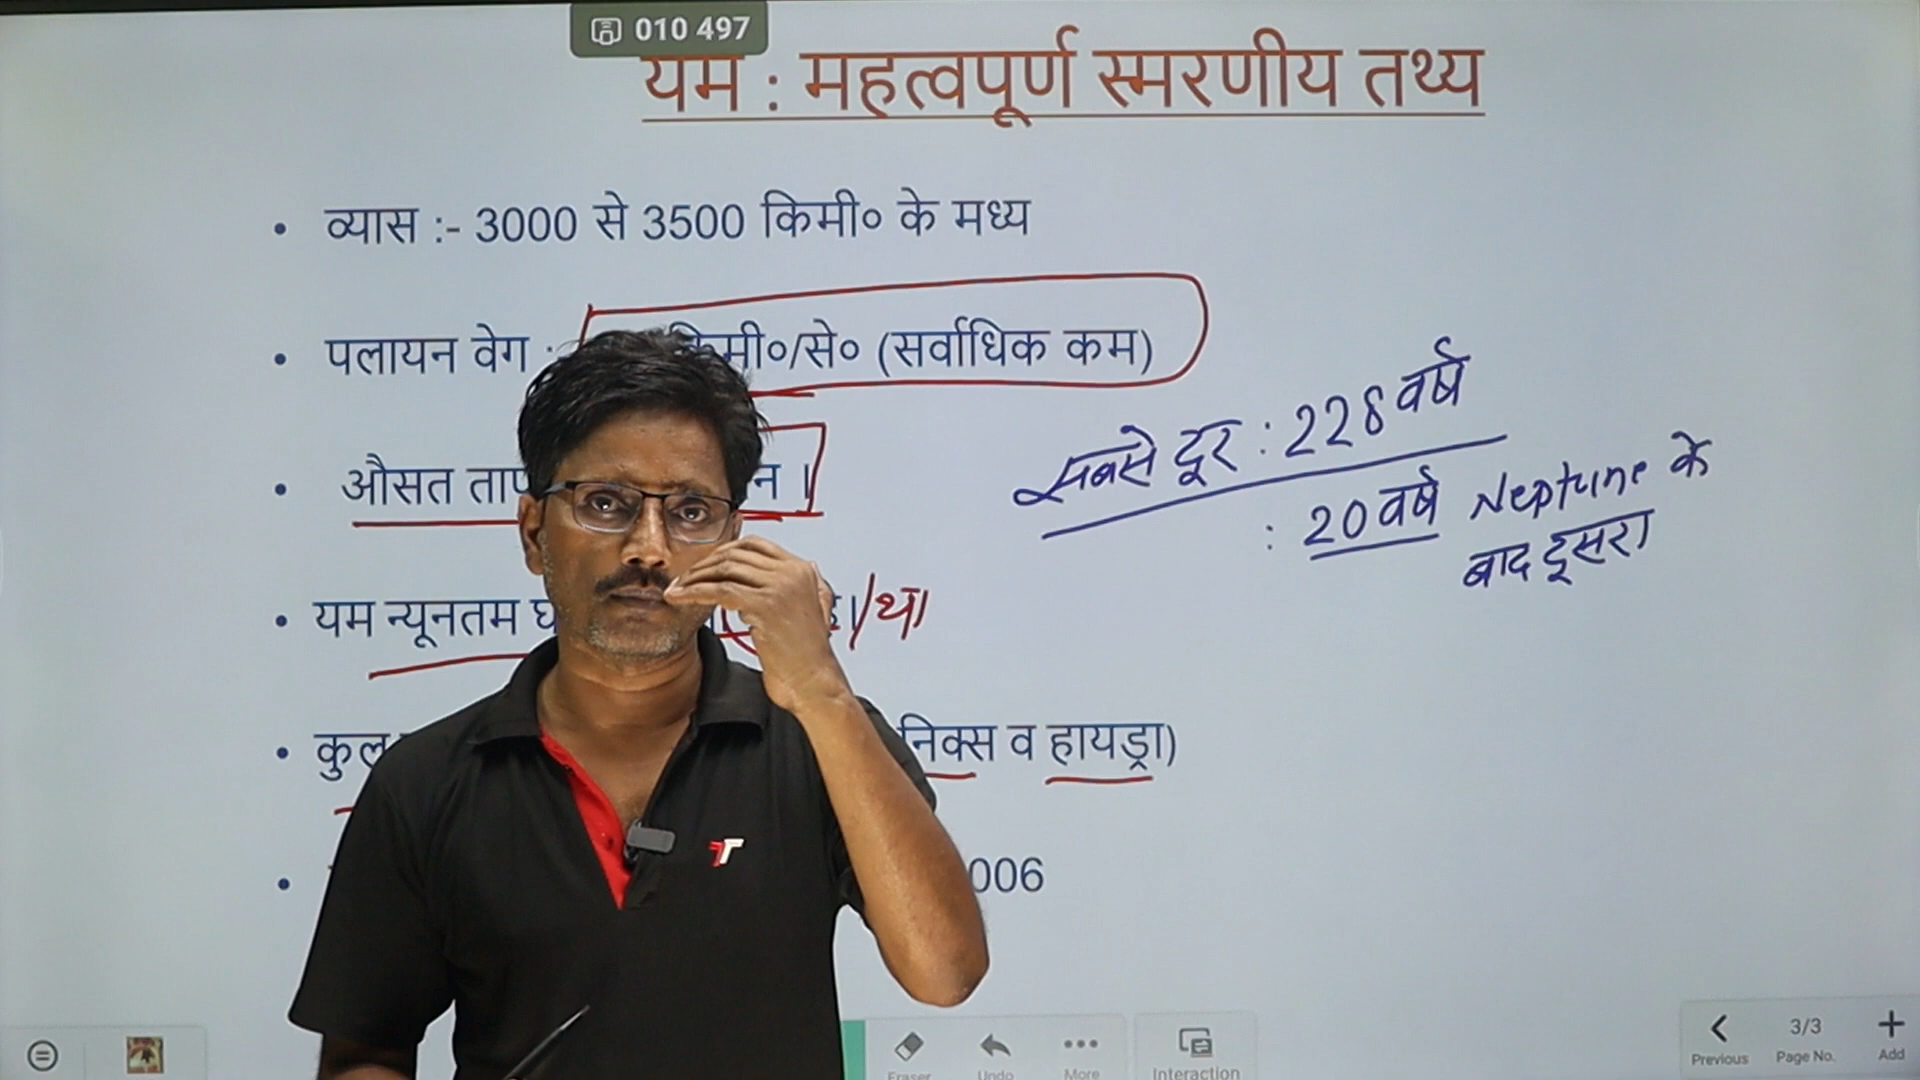 010 497
यम : महत्वपूर्ण स्मरणीय तथ्य
• व्यास :- 3000 से 3500 किमी० के मध्य
• पलायन वेग : किमी०/से० (सर्वाधिक कम)
• औसत
• यम न्यूनतम है।/था
• कुल निक्स व हायड्रा)
•
सबसे दूर : 228 वर्ष
: 20 वर्ष Neptune के
बाद दूसरा
Eraser
Undo
More
Interaction
Previous
3/3
Page No.
Add